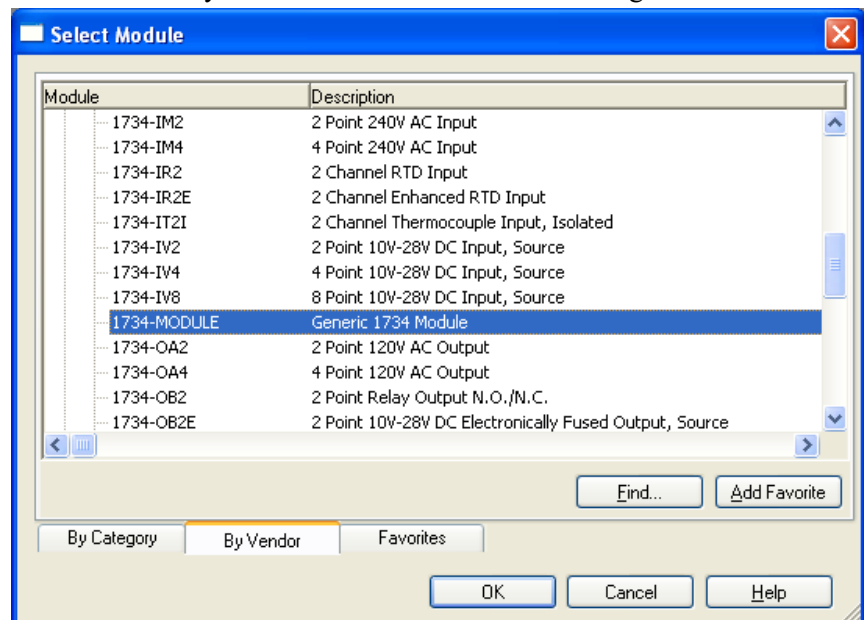 Select Module
Module Description
1734-IM2 2 Point 240V AC Input
1734-IM4 4 Point 240V AC Input
1734-IR2 2 Channel RTD Input
1734-IR2E 2 Channel Enhanced RTD Input
1734-IT2I 2 Channel Thermocouple Input, Isolated
1734-IV2 2 Point 10V-28V DC Input, Source
1734-IV4 4 Point 10V-28V DC Input, Source
1734-IV8 8 Point 10V-28V DC Input, Source
1734-MODULE Generic 1734 Module
1734-OA2 2 Point 120V AC Output
1734-OA4 4 Point 120V AC Output
1734-OB2 2 Point Relay Output N.O./N.C.
1734-OB2E 2 Point 10V-28V DC Electronically Fused Output, Source
Find... Add Favorite
By Category By Vendor Favorites
OK Cancel Help